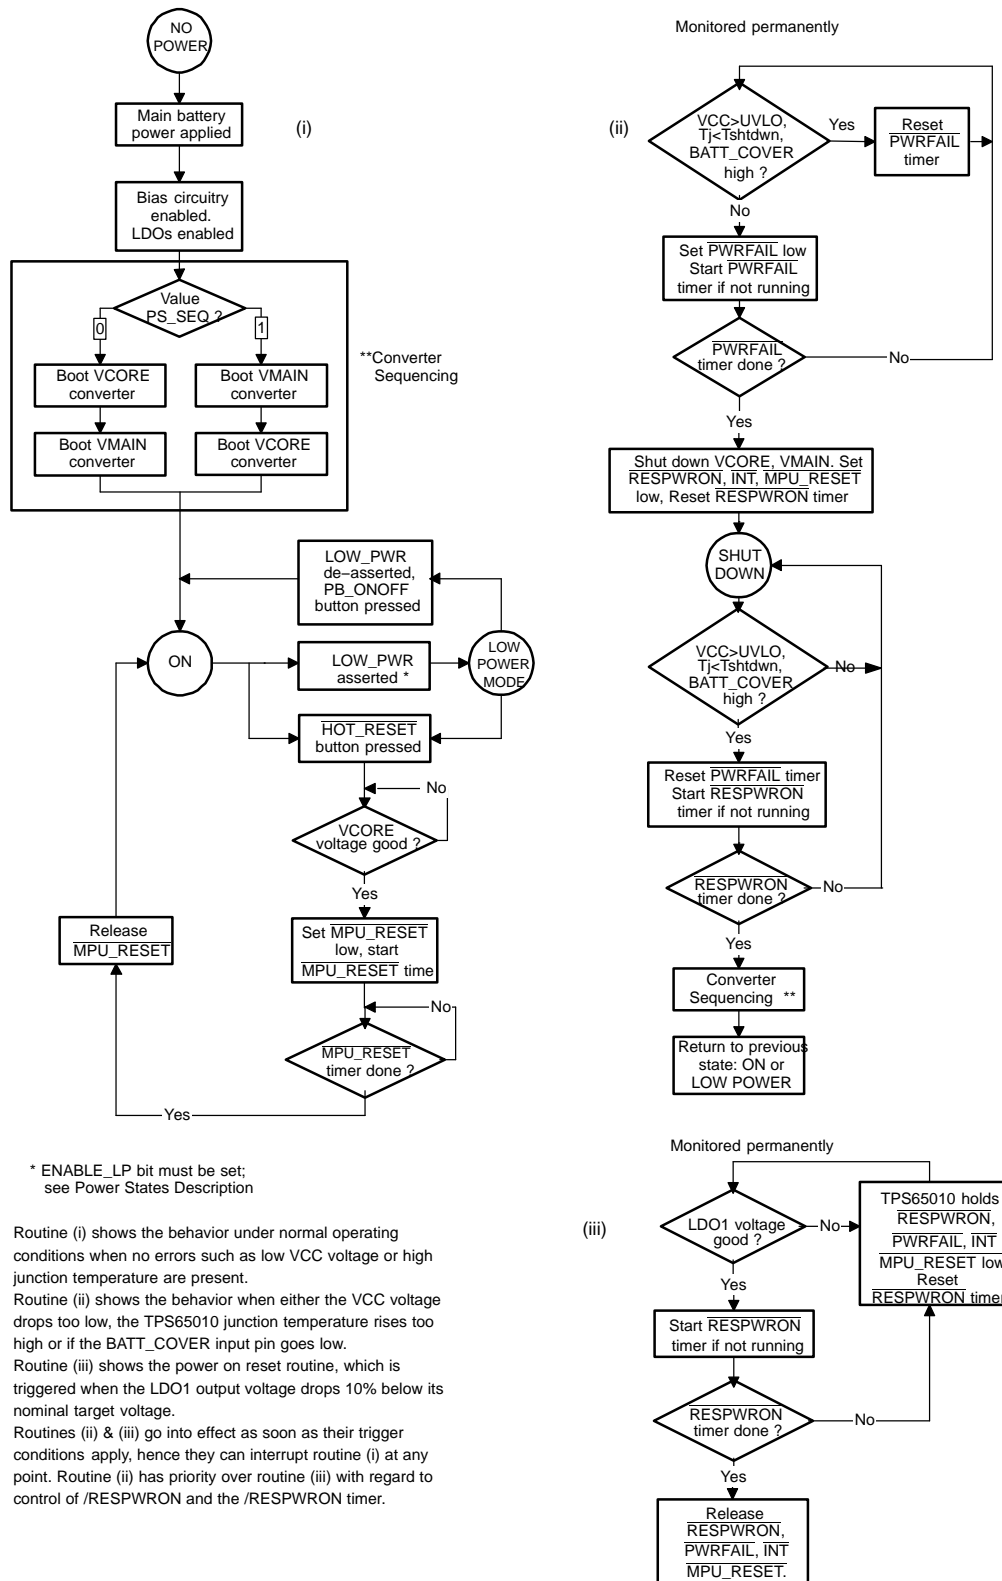 NO
POWER
Main battery
power applied
(i)
Bias circuitry
enabled.
LDOs enabled
Value
PS_SEQ ?
0
1
Boot VCORE
converter
Boot VMAIN
converter
Boot VMAIN
converter
Boot VCORE
converter
**Converter
Sequencing
LOW_PWR
de-asserted,
PB_ONOFF
button pressed
ON
LOW_PWR
asserted *
LOW
POWER
MODE
HOT_RESET
button pressed
No
VCORE
voltage good ?
Yes
Release
MPU_RESET
Set MPU_RESET
low, start
MPU_RESET time
No
MPU_RESET
timer done ?
Yes
* ENABLE_LP bit must be set;
see Power States Description
Routine (i) shows the behavior under normal operating
conditions when no errors such as low VCC voltage or high
junction temperature are present.
Routine (ii) shows the behavior when either the VCC voltage
drops too low, the TPS65010 junction temperature rises too
high or if the BATT_COVER input pin goes low.
Routine (iii) shows the power on reset routine, which is
triggered when the LDO1 output voltage drops 10% below its
nominal target voltage.
Routines (ii) & (iii) go into effect as soon as their trigger
conditions apply, hence they can interrupt routine (i) at any
point. Routine (ii) has priority over routine (iii) with regard to
control of /RESPWRON and the /RESPWRON timer.
Monitored permanently
(ii)
VCC>UVLO,
Tj<Tshtdwn,
BATT_COVER
high ?
Yes
Reset
PWRFAIL
timer
No
Set PWRFAIL low
Start PWRFAIL
timer if not running
PWRFAIL
timer done ?
No
Yes
Shut down VCORE, VMAIN. Set
RESPWRON, INT, MPU_RESET
low, Reset RESPWRON timer
SHUT
DOWN
VCC>UVLO,
Tj<Tshtdwn,
BATT_COVER
high ?
No
Yes
Reset PWRFAIL timer
Start RESPWRON
timer if not running
RESPWRON
timer done ?
No
Yes
Converter
Sequencing **
Return to previous
state: ON or
LOW POWER
Monitored permanently
(iii)
LDO1 voltage
good ?
No
TPS65010 holds
RESPWRON,
PWRFAIL, INT
MPU_RESET low
Reset
RESPWRON timer
Yes
Start RESPWRON
timer if not running
RESPWRON
timer done ?
No
Yes
Release
RESPWRON,
PWRFAIL, INT
MPU_RESET.